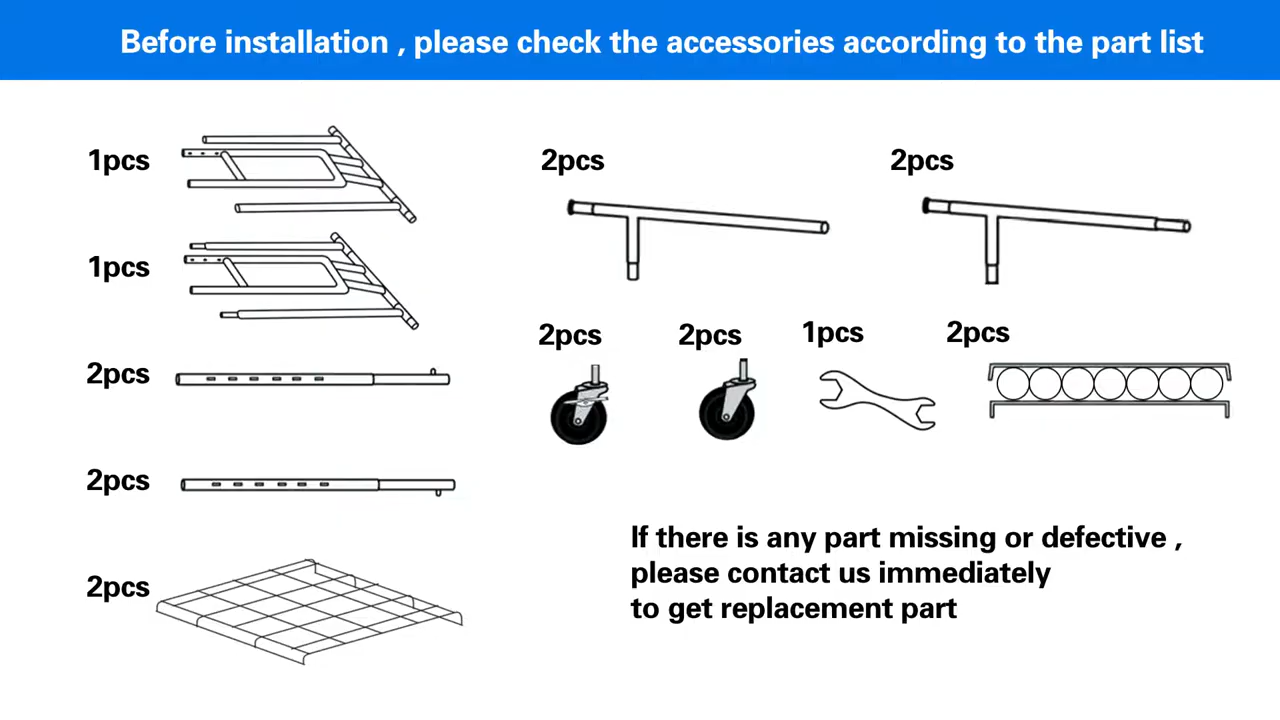 Before installation , please check the accessories according to the part list
1pcs
2pcs
2pcs
1pcs
2pcs
2pcs
1pcs
2pcs
2pcs
2pcs
2pcs
If there is any part missing or defective ,
please contact us immediately
to get replacement part